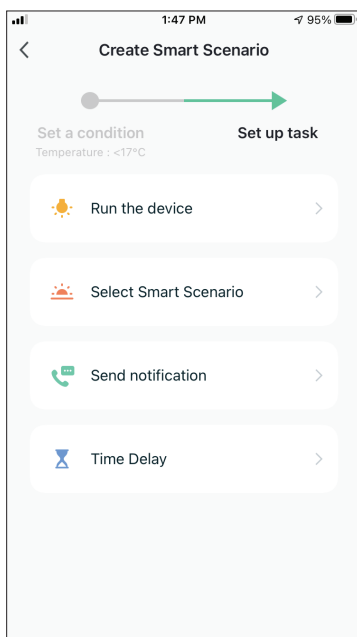 1:47 PM
95%
Create Smart Scenario
Set a condition
Set up task
Temperature : <17°C
Run the device
Select Smart Scenario
Send notification
Time Delay